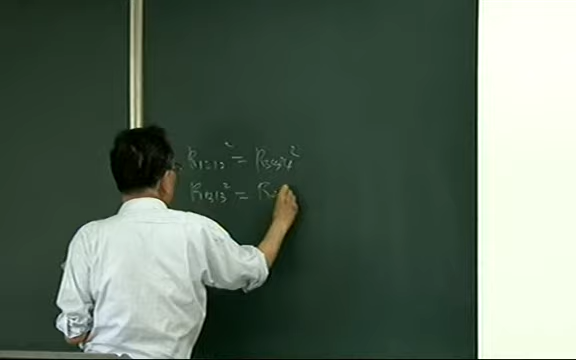 R₁₂₁₂² = R₃₄₃₄²
R₁₃₁₃² = R